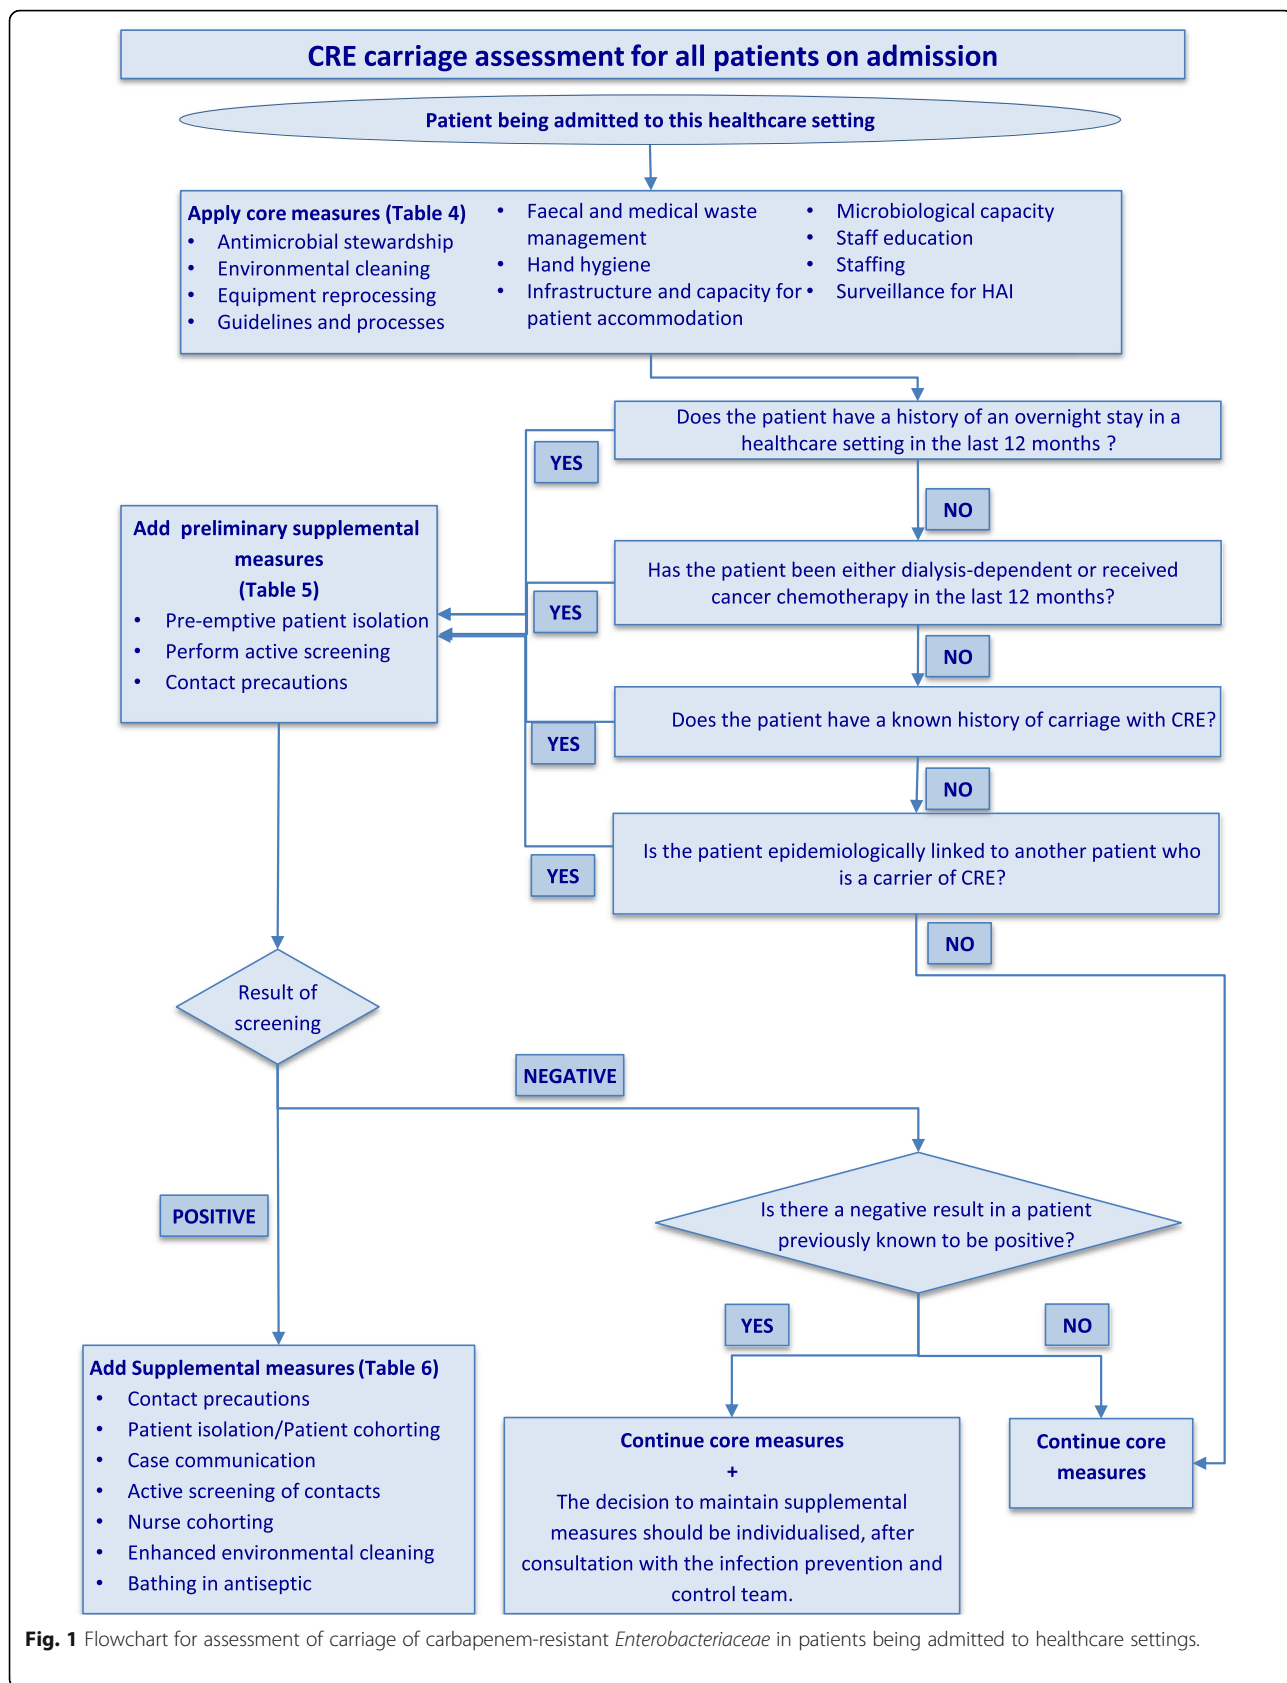 CRE carriage assessment for all patients on admission
Patient being admitted to this healthcare setting
Apply core measures (Table 4)
• Antimicrobial stewardship
• Environmental cleaning
• Equipment reprocessing
• Guidelines and processes
• Faecal and medical waste
management
• Hand hygiene
• Infrastructure and capacity for
patient accommodation
• Microbiological capacity
• Staff education
• Staffing
• Surveillance for HAI
Does the patient have a history of an overnight stay in a
healthcare setting in the last 12 months ?
YES
NO
Add preliminary supplemental
measures
(Table 5)
• Pre-emptive patient isolation
• Perform active screening
• Contact precautions
Has the patient been either dialysis-dependent or received
cancer chemotherapy in the last 12 months?
YES
NO
Does the patient have a known history of carriage with CRE?
YES
NO
Is the patient epidemiologically linked to another patient who
is a carrier of CRE?
YES
NO
Result of
screening
NEGATIVE
POSITIVE
Is there a negative result in a patient
previously known to be positive?
YES
NO
Add Supplemental measures (Table 6)
• Contact precautions
• Patient isolation/Patient cohorting
• Case communication
• Active screening of contacts
• Nurse cohorting
• Enhanced environmental cleaning
• Bathing in antiseptic
Continue core measures
+
The decision to maintain supplemental
measures should be individualised, after
consultation with the infection prevention and
control team.
Continue core
measures
Fig. 1 Flowchart for assessment of carriage of carbapenem-resistant Enterobacteriaceae in patients being admitted to healthcare settings.